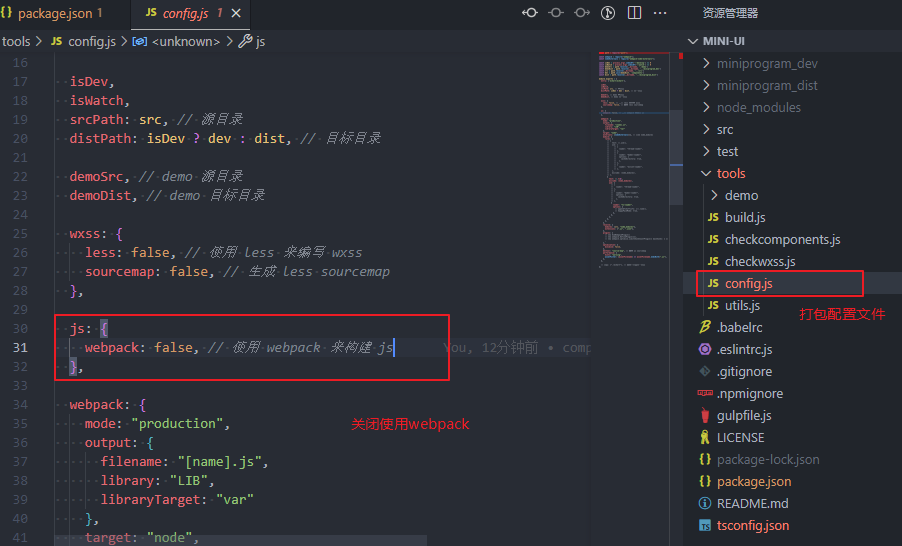 {} package.json 1
JS config.js 1 ×
资源管理器
tools > JS config.js > <unknown> > js
16
17 isDev,
18 isWatch,
19 srcPath: src, // 源目录
20 distPath: isDev ? dev : dist, // 目标目录
21
22 demoSrc, // demo 源目录
23 demoDist, // demo 目标目录
24
25 wxss: {
26 less: false, // 使用 less 来编写 wxss
27 sourcemap: false, // 生成 less sourcemap
28 },
29
30 js: {
31 webpack: false, // 使用 webpack 来构建 js You, 12分钟前 • comp
32 },
33
34 webpack: {
35 mode: "production",
36 output: {
37 filename: "[name].js",
38 library: "LIB",
39 libraryTarget: "var"
40 },
41 target: "node",
关闭使用webpack
MINI-UI
miniprogram_dev
miniprogram_dist
node_modules
src
test
tools
demo
JS build.js
JS checkcomponents.js
JS checkwxss.js
JS config.js
JS utils.js
打包配置文件
.babelrc
.eslintrc.js
.gitignore
npm .npmignore
gulpfile.js
LICENSE
{} package-lock.json
{} package.json
README.md
TS tsconfig.json